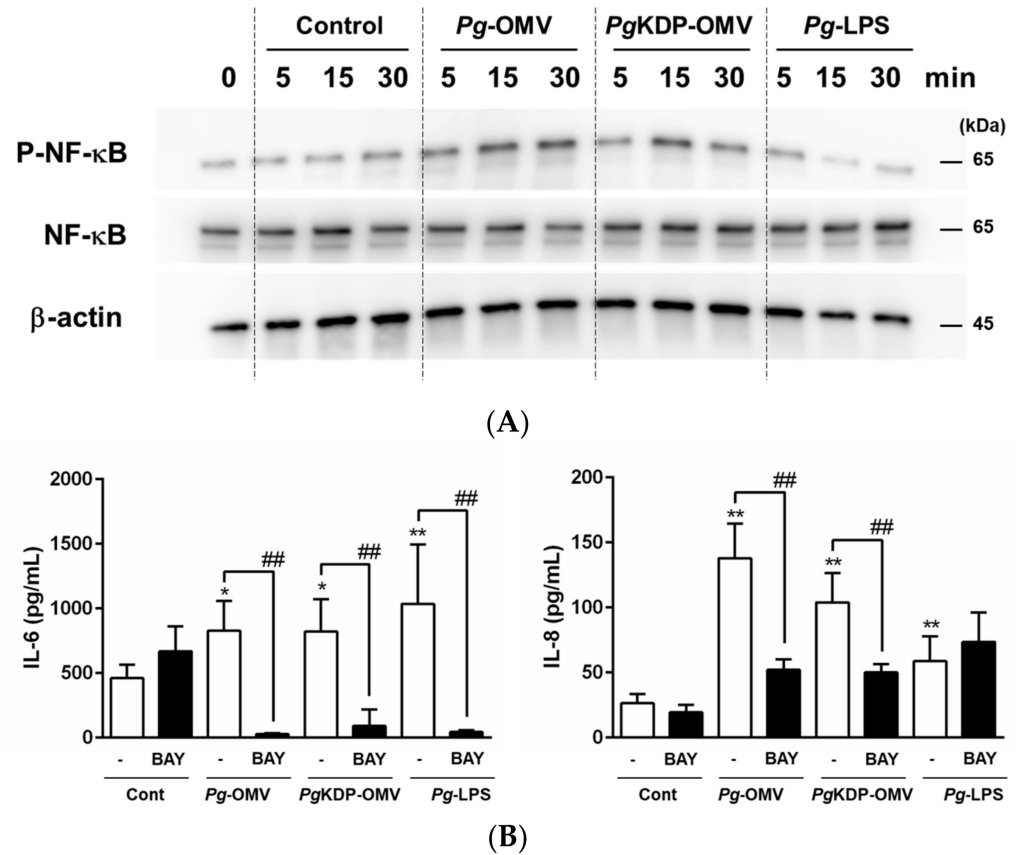 Control Pg-OMV PgKDP-OMV Pg-LPS
0 5 15 30 5 15 30 5 15 30 5 15 30 min
(kDa)
P-NF-κB 65
NF-κB 65
β-actin 45
(A)
IL-6 (pg/mL)
2000
1500
1000
500
0
* ## * ## ** ##
- BAY - BAY - BAY - BAY
Cont Pg-OMV PgKDP-OMV Pg-LPS
IL-8 (pg/mL)
200
150
100
50
0
** ## ** ## **
- BAY - BAY - BAY - BAY
Cont Pg-OMV PgKDP-OMV Pg-LPS
(B)